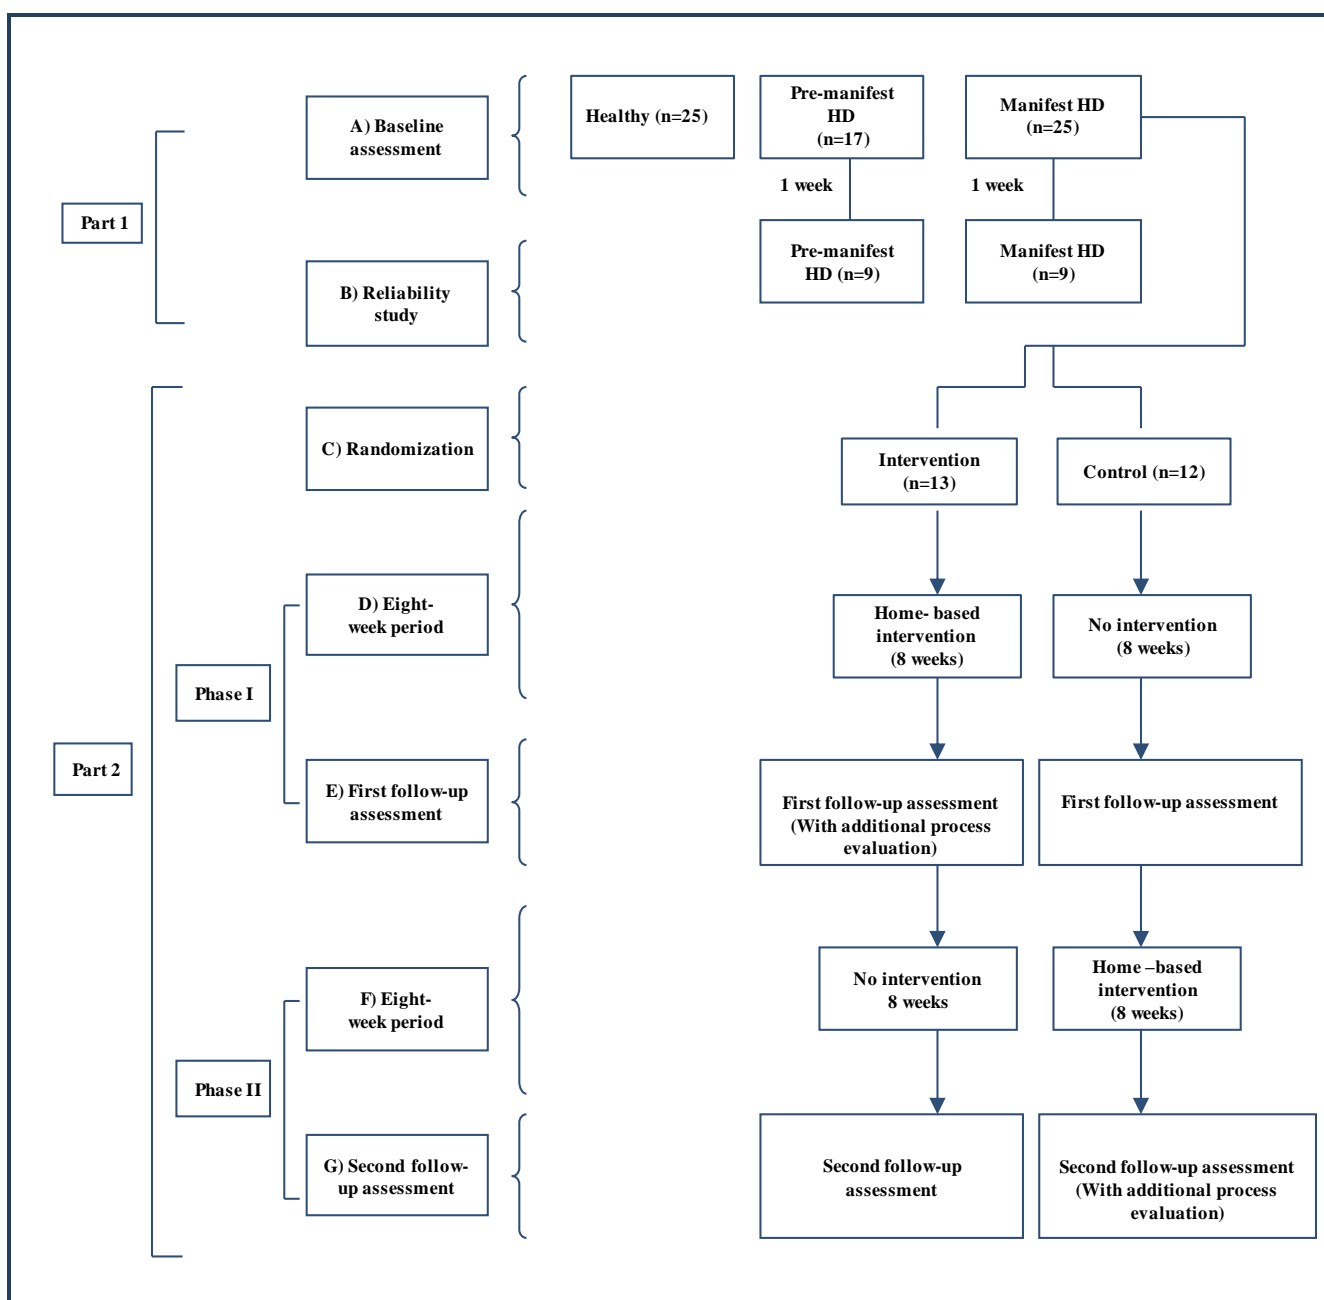 A) Baseline
assessment
Healthy (n=25)
Pre-manifest
HD
(n=17)
Manifest HD
(n=25)
1 week
1 week
Part 1
B) Reliability
study
Pre-manifest
HD (n=9)
Manifest HD
(n=9)
C) Randomization
Intervention
(n=13)
Control (n=12)
Part 2
Phase I
D) Eight-
week period
Home- based
intervention
(8 weeks)
No intervention
(8 weeks)
E) First follow-up
assessment
First follow-up assessment
(With additional process
evaluation)
First follow-up assessment
Phase II
F) Eight-
week period
No intervention
8 weeks
Home –based
intervention
(8 weeks)
G) Second follow-
up assessment
Second follow-up
assessment
Second follow-up assessment
(With additional process
evaluation)